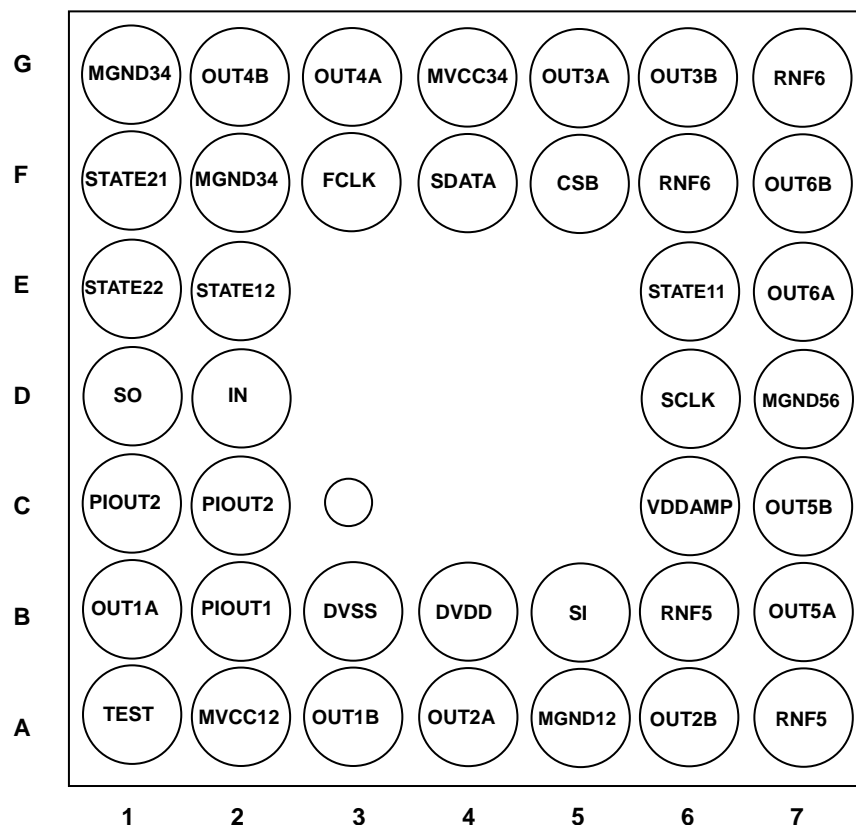 G MGND34 OUT4B OUT4A MVCC34 OUT3A OUT3B RNF6
F STATE21 MGND34 FCLK SDATA CSB RNF6 OUT6B
E STATE22 STATE12 STATE11 OUT6A
D SO IN SCLK MGND56
C PIOUT2 PIOUT2 VDDAMP OUT5B
B OUT1A PIOUT1 DVSS DVDD SI RNF5 OUT5A
A TEST MVCC12 OUT1B OUT2A MGND12 OUT2B RNF5
1 2 3 4 5 6 7